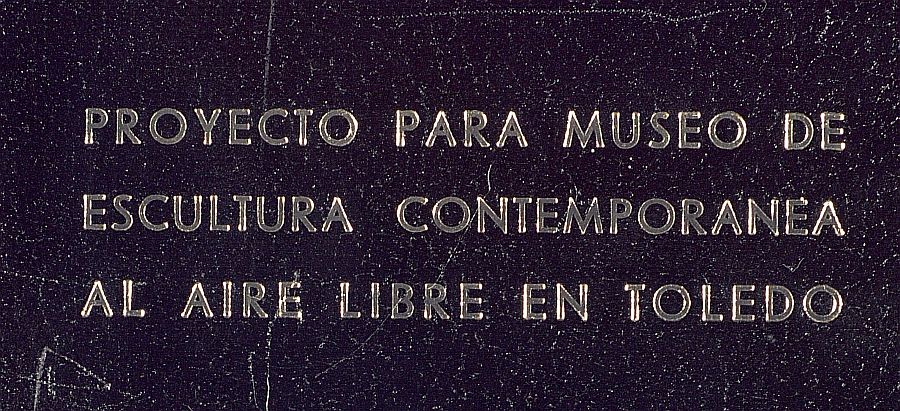 PROYECTO PARA MUSEO DE
ESCULTURA CONTEMPORANEA
AL AIRE LIBRE EN TOLEDO